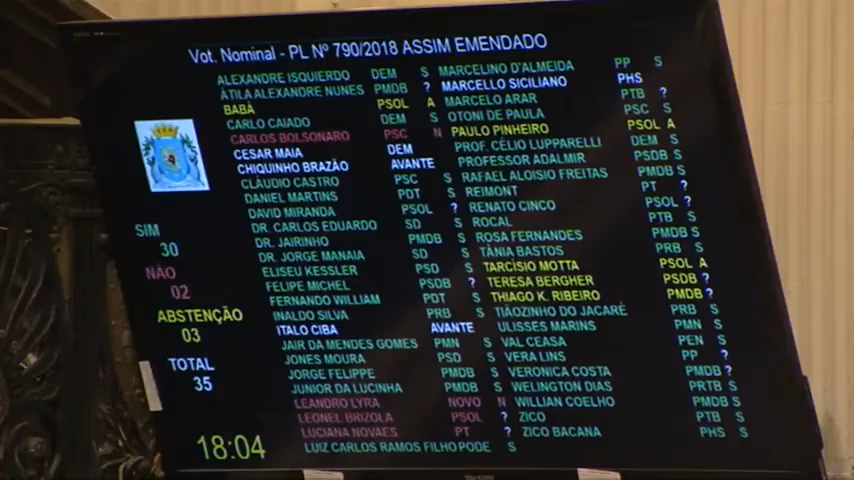 Vot. Nominal - PL Nº 790/2018 ASSIM EMENDADO
ALEXANDRE ISQUIERDO DEM S
ÁTILA ALEXANDRE NUNES PMDB ?
BABÁ PSOL A
CARLO CAIADO DEM S
CARLOS BOLSONARO PSC N
CESAR MAIA DEM
CHIQUINHO BRAZÃO AVANTE
CLÁUDIO CASTRO PSC S
DANIEL MARTINS PDT S
DAVID MIRANDA PSOL ?
DR. CARLOS EDUARDO SD S
DR. JAIRINHO PMDB S
DR. JORGE MANAIA SD S
ELISEU KESSLER PSD S
FELIPE MICHEL PSDB ?
FERNANDO WILLIAM PDT S
INALDO SILVA PRB S
ITALO CIBA AVANTE
JAIR DA MENDES GOMES PMN S
JONES MOURA PSD S
JORGE FELIPPE PMDB S
JUNIOR DA LUCINHA PMDB S
LEANDRO LYRA NOVO N
LEONEL BRIZOLA PSOL ?
LUCIANA NOVAES PT ?
LUIZ CARLOS RAMOS FILHO PODE S
MARCELINO D'ALMEIDA PP S
MARCELLO SICILIANO PHS
MARCELO ARAR PTB ?
OTONI DE PAULA PSC S
PAULO PINHEIRO PSOL A
PROF. CÉLIO LUPPARELLI DEM S
PROFESSOR ADALMIR PSDB S
RAFAEL ALOISIO FREITAS PMDB S
REIMONT PT ?
RENATO CINCO PSOL ?
ROCAL PTB S
ROSA FERNANDES PMDB S
TÂNIA BASTOS PRB S
TARCÍSIO MOTTA PSOL A
TERESA BERGHER PSDB ?
THIAGO K. RIBEIRO PMDB ?
TIÃOZINHO DO JACARÉ PRB S
ULISSES MARINS PMN S
VAL CEASA PEN S
VERA LINS PP ?
VERONICA COSTA PMDB ?
WELINGTON DIAS PRTB S
WILLIAN COELHO PMDB S
ZICO PTB S
ZICO BACANA PHS S
SIM
30
NÃO
02
ABSTENÇÃO
03
TOTAL
35
18:04